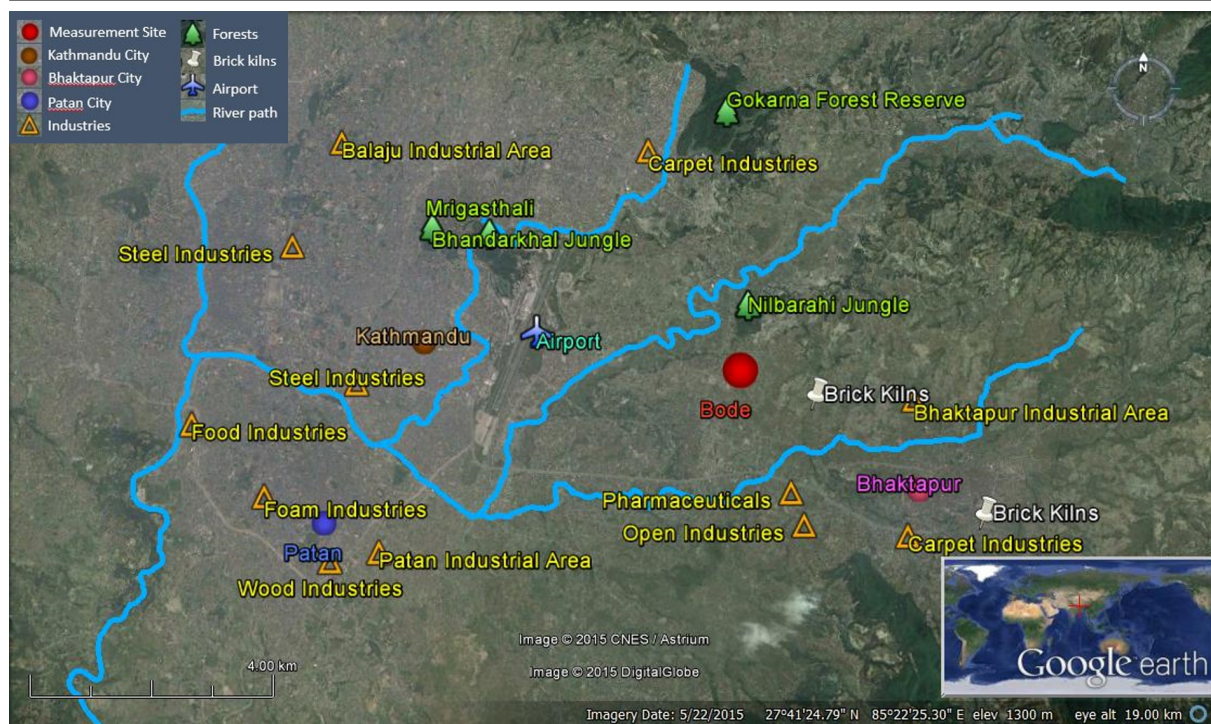 Measurement Site
Kathmandu City
Bhaktapur City
Patan City
Industries
Forests
Brick kilns
Airport
River path
N
Gokarna Forest Reserve
Balaju Industrial Area
Carpet Industries
Mrigasthali
Bhandarkhal Jungle
Steel Industries
Nilbarahi Jungle
Kathmandu
Airport
Steel Industries
Bode
Brick Kilns
Bhaktapur Industrial Area
Food Industries
Bhaktapur
Pharmaceuticals
Foam Industries
Brick Kilns
Open Industries
Carpet Industries
Patan
Patan Industrial Area
Wood Industries
Image © 2015 CNES / Astrium
4.00 km
Image © 2015 DigitalGlobe
Google earth
Imagery Date: 5/22/2015 27°41'24.79" N 85°22'25.30" E elev 1300 m eye alt 19.00 km